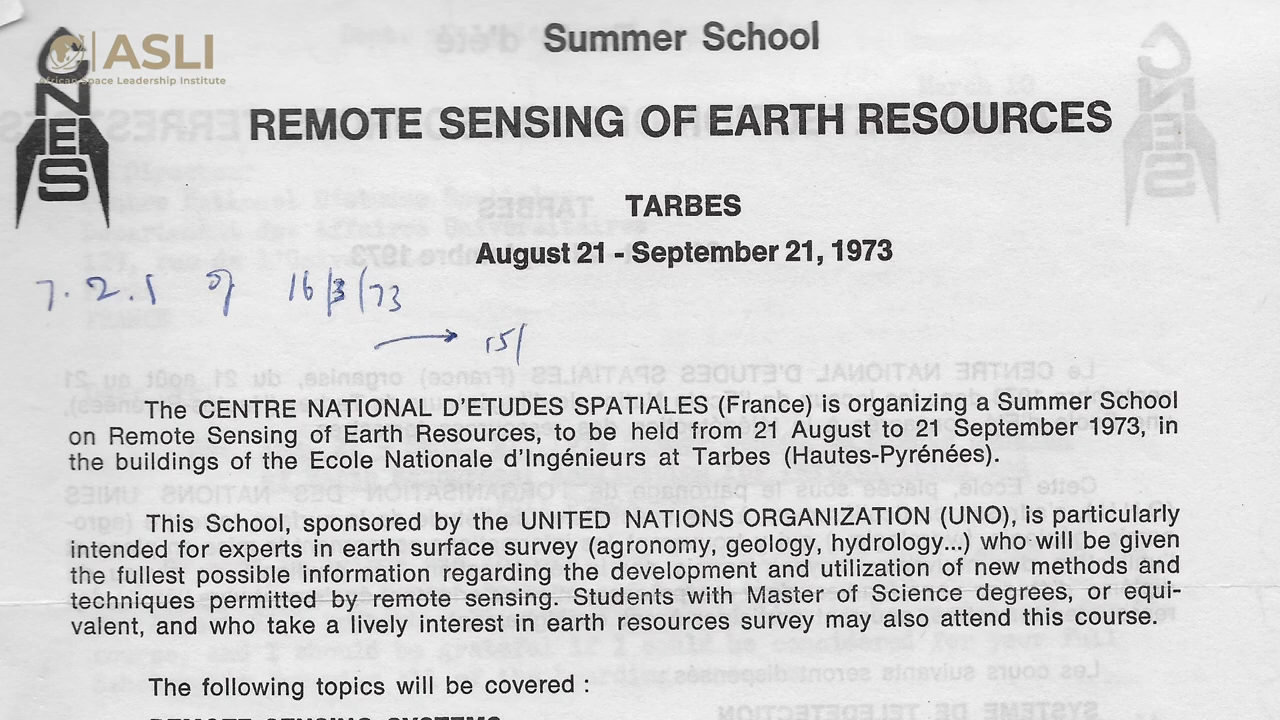 ASLI
African Space Leadership Institute
CNES
Summer School
REMOTE SENSING OF EARTH RESOURCES
TARBES
August 21 - September 21, 1973
7.2.5 of 16/3/73
→ 15/
The CENTRE NATIONAL D'ETUDES SPATIALES (France) is organizing a Summer School
on Remote Sensing of Earth Resources, to be held from 21 August to 21 September 1973, in
the buildings of the Ecole Nationale d'Ingénieurs at Tarbes (Hautes-Pyrénées).
This School, sponsored by the UNITED NATIONS ORGANIZATION (UNO), is particularly
intended for experts in earth surface survey (agronomy, geology, hydrology...) who will be given
the fullest possible information regarding the development and utilization of new methods and
techniques permitted by remote sensing. Students with Master of Science degrees, or equi-
valent, and who take a lively interest in earth resources survey may also attend this course.
The following topics will be covered :
REMOTE SENSING SYSTEMS